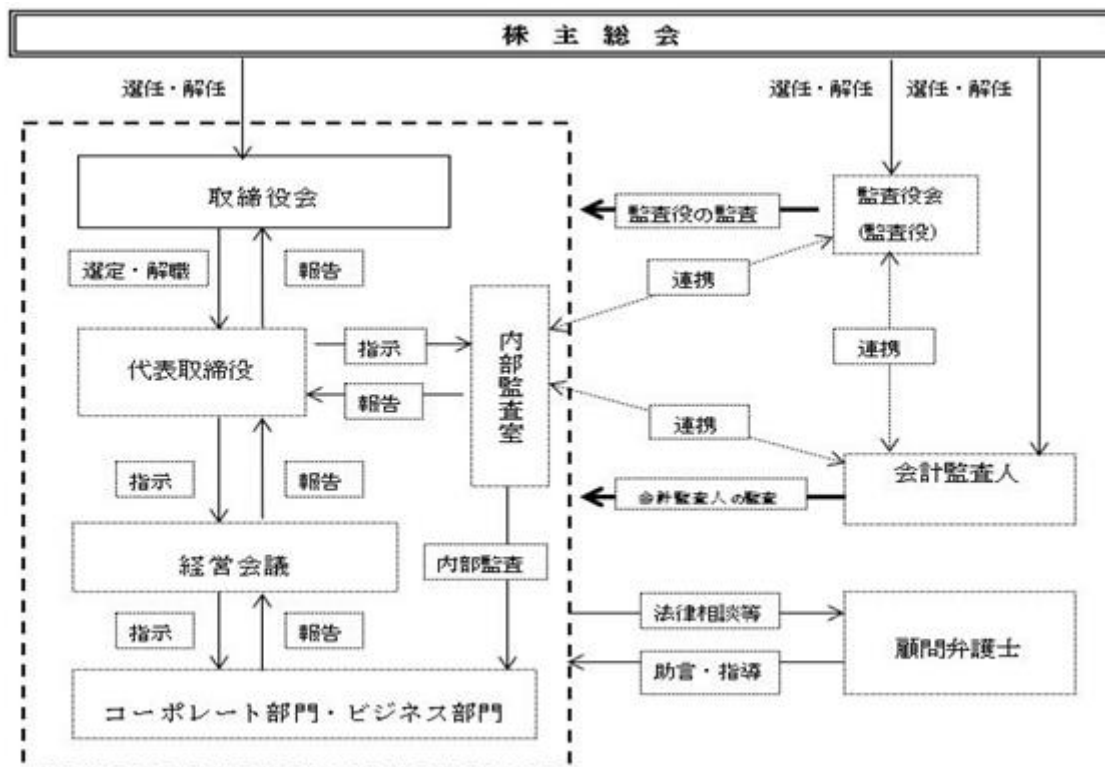 株主総会
選任・解任
選任・解任
選任・解任
取締役会
監査役の監査
監査役会
(監査役)
選定・解職
報告
連携
代表取締役
指示
報告
内部監査室
連携
連携
指示
報告
会計監査人
会計監査人の監査
経営会議
内部監査
指示
報告
法律相談等
助言・指導
顧問弁護士
コーポレート部門・ビジネス部門